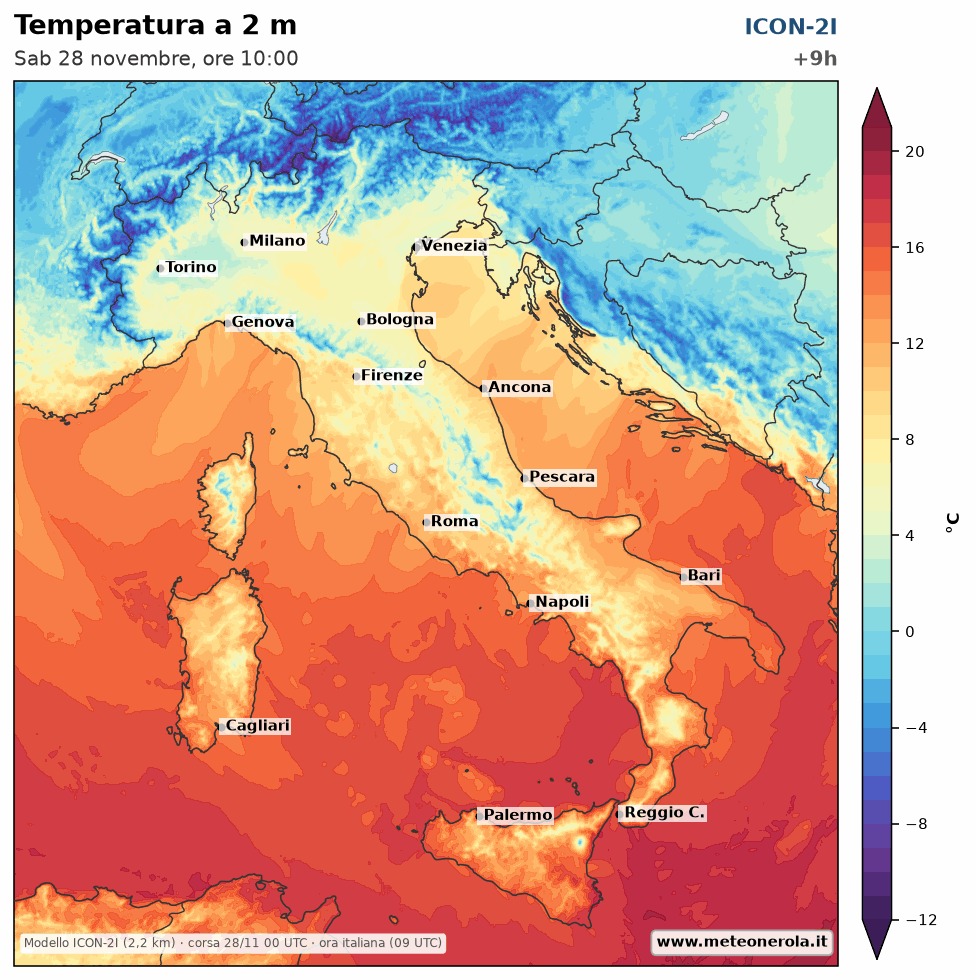 Temperatura a 2 m
ICON-2I
Sab 28 novembre, ore 10:00
+9h
Milano
Venezia
Torino
Genova
Bologna
Firenze
Ancona
Pescara
Roma
Bari
Napoli
Cagliari
Palermo
Reggio C.
20
16
12
8
4
0
−4
−8
−12
°C
Modello ICON-2I (2,2 km) · corsa 28/11 00 UTC · ora italiana (09 UTC)
www.meteonerola.it